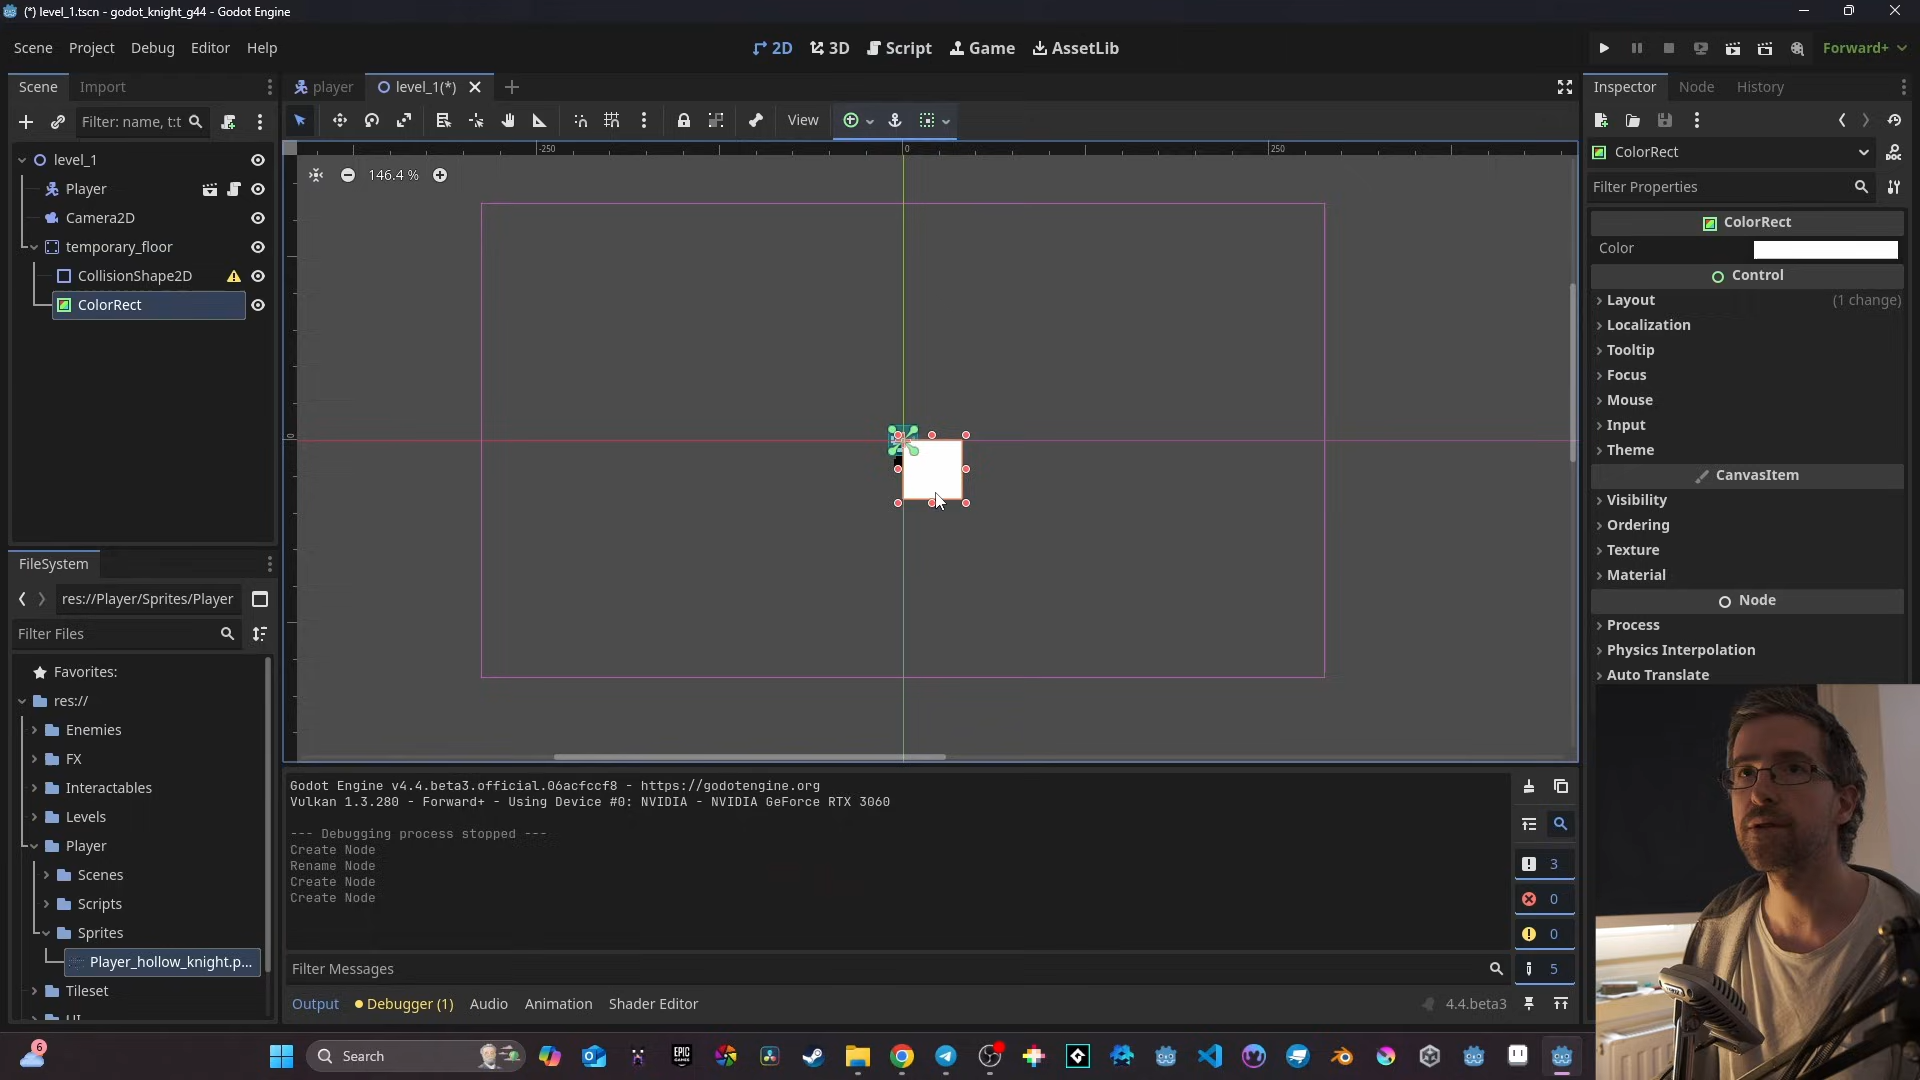 (*) level_1.tscn - godot_knight_g44 - Godot Engine
Scene Project Debug Editor Help
2D 3D Script Game AssetLib
Forward+
Scene Import
player level_1(*)
Inspector Node History
Filter: name, t:t
View
level_1
Player
Camera2D
temporary_floor
CollisionShape2D
ColorRect
-250 0 250
0
146.4 %
ColorRect
Filter Properties
ColorRect
Color
Control
Layout (1 change)
Localization
Tooltip
Focus
Mouse
Input
Theme
CanvasItem
Visibility
Ordering
Texture
Material
Node
Process
Physics Interpolation
Auto Translate
FileSystem
res://Player/Sprites/Player
Filter Files
Favorites:
res://
Enemies
FX
Interactables
Levels
Player
Scenes
Scripts
Sprites
Player_hollow_knight.p...
Tileset
UI
Godot Engine v4.4.beta3.official.06acfccf8 - https://godotengine.org
Vulkan 1.3.280 - Forward+ - Using Device #0: NVIDIA - NVIDIA GeForce RTX 3060
--- Debugging process stopped ---
Create Node
Rename Node
Create Node
Create Node
3
0
0
5
Filter Messages
Output Debugger (1) Audio Animation Shader Editor
4.4.beta3
6
Search
EPIC GAMES